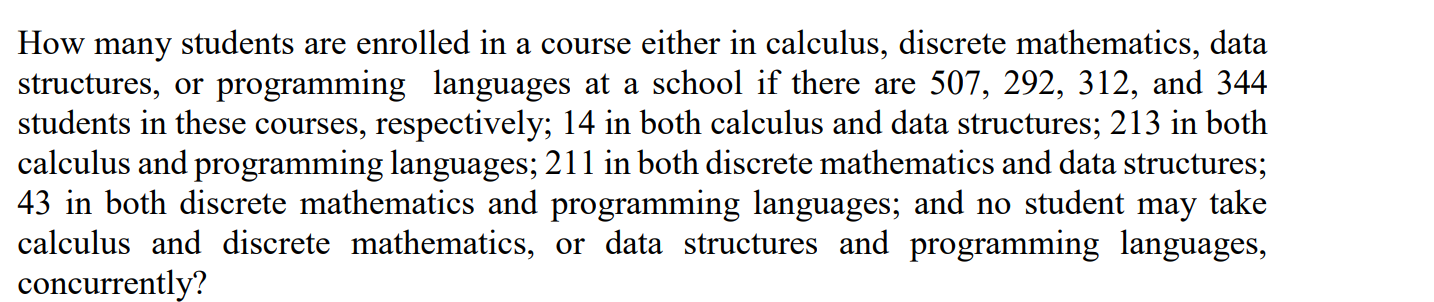 How many students are enrolled in a course either in calculus, discrete mathematics, data
structures, or programming languages at a school if there are 507, 292, 312, and 344
students in these courses, respectively; 14 in both calculus and data structures; 213 in both
calculus and programming languages; 211 in both discrete mathematics and data structures;
43 in both discrete mathematics and programming languages; and no student may take
calculus and discrete mathematics, or data structures and programming languages,
concurrently?